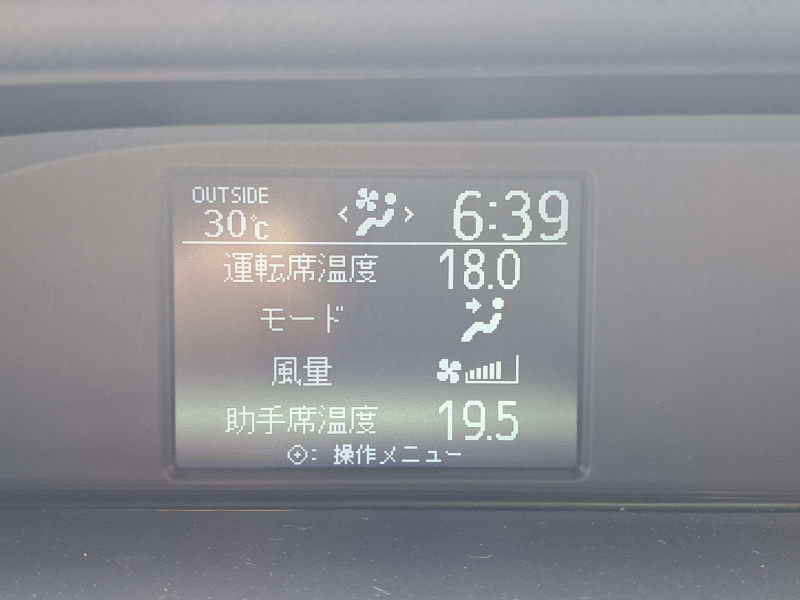 OUTSIDE
30℃
6:39
運転席温度 18.0
モード
風量
助手席温度 19.5
: 操作メニュー